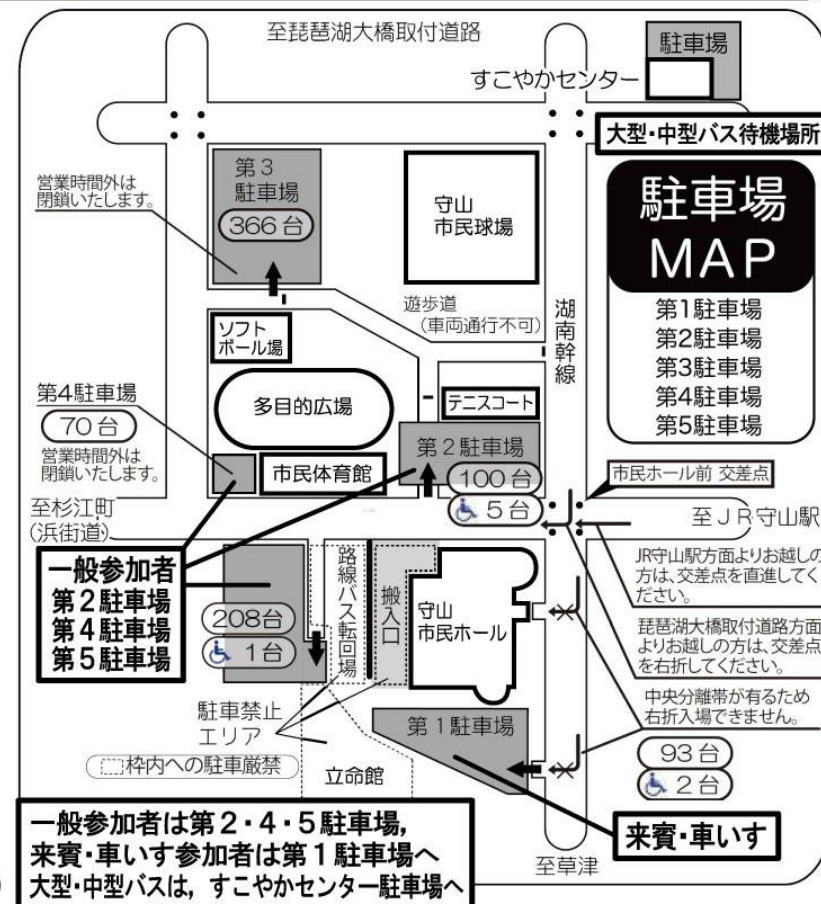 至琵琶湖大橋取付道路
駐車場
すこやかセンター
大型・中型バス待機場所
駐車場
MAP
第1駐車場
第2駐車場
第3駐車場
第4駐車場
第5駐車場
営業時間外は
閉鎖いたします。
第3
駐車場
366台
守山
市民球場
遊歩道
(車両通行不可)
湖南幹線
ソフト
ボール場
多目的広場
テニスコート
第4駐車場
70台
営業時間外は
閉鎖いたします。
市民体育館
第2駐車場
100台
5台
市民ホール前 交差点
至杉江町
(浜街道)
至JR守山駅
一般参加者
第2駐車場
第4駐車場
第5駐車場
208台
1台
路線バス転回場
搬入口
守山
市民ホール
JR守山駅方面よりお越しの
方は、交差点を直進してく
ださい。
琵琶湖大橋取付道路方面
よりお越しの方は、交差点
を右折してください。
中央分離帯が有るため
右折入場できません。
駐車禁止
エリア
枠内への駐車厳禁
立命館
第1駐車場
93台
2台
来賓・車いす
至草津
一般参加者は第2・4・5駐車場,
来賓・車いす参加者は第1駐車場へ
大型・中型バスは,すこやかセンター駐車場へ